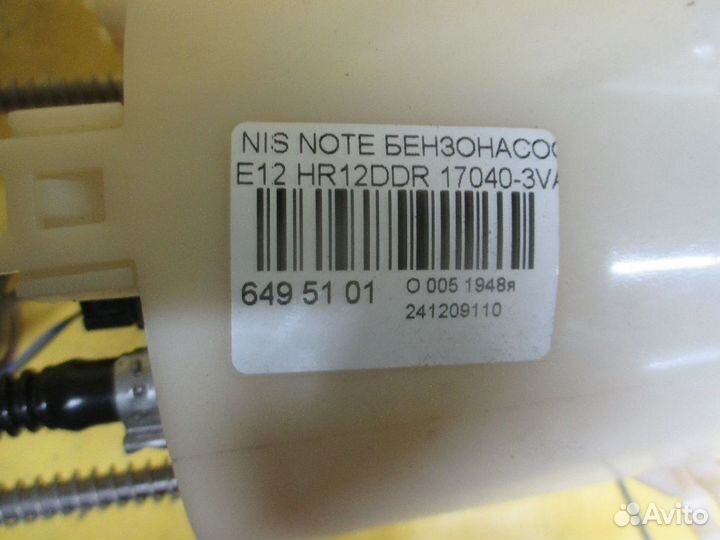 NIS NOTE БЕНЗОНАСОС
E12 HR12DDR 17040-3VA
649 51 01
О 005 1948я
241209110
Avito